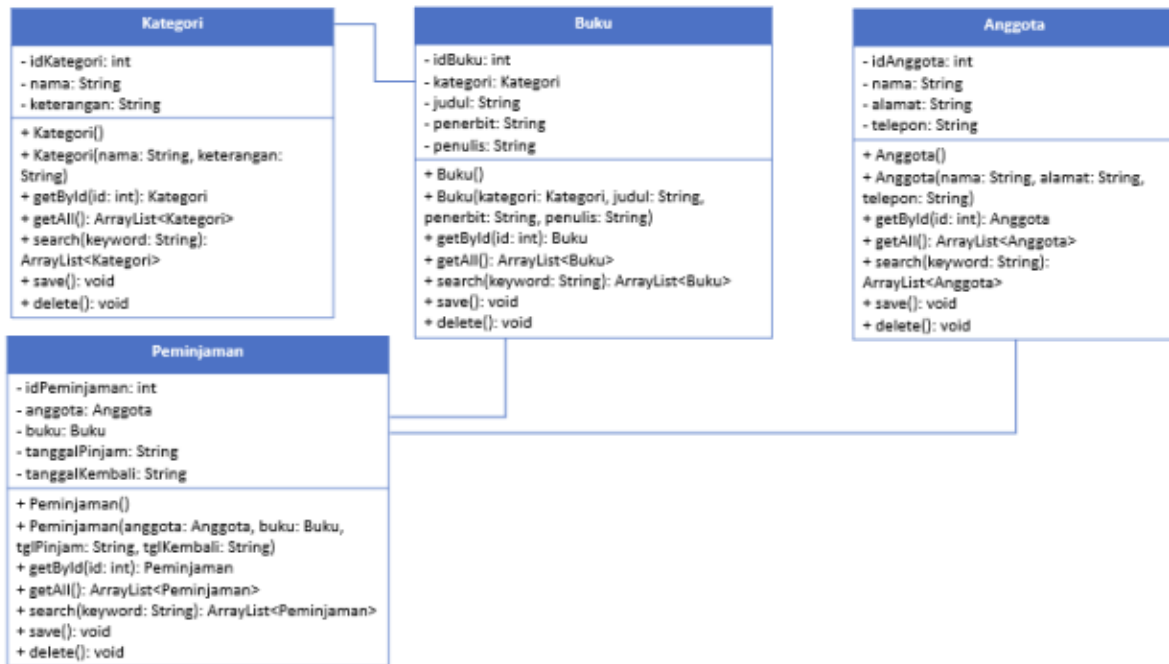 Kategori
- idKategori: int
- nama: String
- keterangan: String
+ Kategori()
+ Kategori(nama: String, keterangan:
String)
+ getById(id: int): Kategori
+ getAll(): ArrayList<Kategori>
+ search(keyword: String):
ArrayList<Kategori>
+ save(): void
+ delete(): void
Buku
- idBuku: int
- kategori: Kategori
- judul: String
- penerbit: String
- penulis: String
+ Buku()
+ Buku(kategori: Kategori, judul: String,
penerbit: String, penulis: String)
+ getById(id: int): Buku
+ getAll(): ArrayList<Buku>
+ search(keyword: String): ArrayList<Buku>
+ save(): void
+ delete(): void
Anggota
- idAnggota: int
- nama: String
- alamat: String
- telepon: String
+ Anggota()
+ Anggota(nama: String, alamat: String,
telepon: String)
+ getById(id: int): Anggota
+ getAll(): ArrayList<Anggota>
+ search(keyword: String):
ArrayList<Anggota>
+ save(): void
+ delete(): void
Peminjaman
- idPeminjaman: int
- anggota: Anggota
- buku: Buku
- tanggalPinjam: String
- tanggalKembali: String
+ Peminjaman()
+ Peminjaman(anggota: Anggota, buku: Buku,
tglPinjam: String, tglKembali: String)
+ getById(id: int): Peminjaman
+ getAll(): ArrayList<Peminjaman>
+ search(keyword: String): ArrayList<Peminjaman>
+ save(): void
+ delete(): void